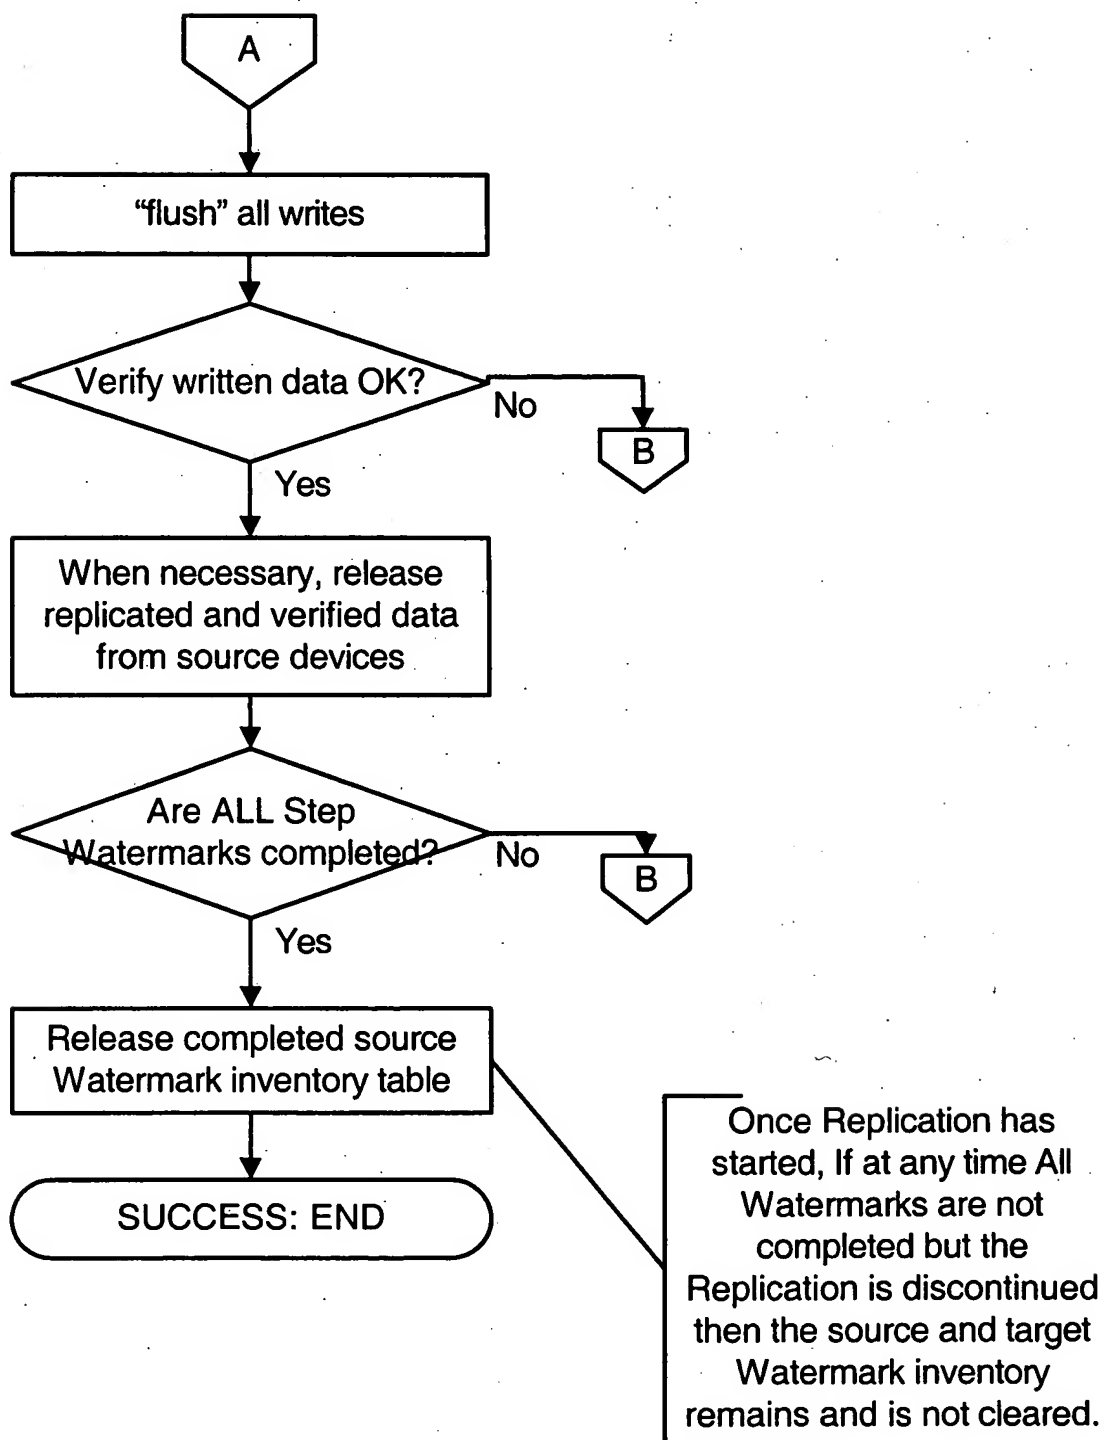 A
“flush” all writes
Verify written data OK?
No
B
Yes
When necessary, release
replicated and verified data
from source devices
Are ALL Step
Watermarks completed?
No
B
Yes
Release completed source
Watermark inventory table
SUCCESS: END
Once Replication has
started, If at any time All
Watermarks are not
completed but the
Replication is discontinued
then the source and target
Watermark inventory
remains and is not cleared.